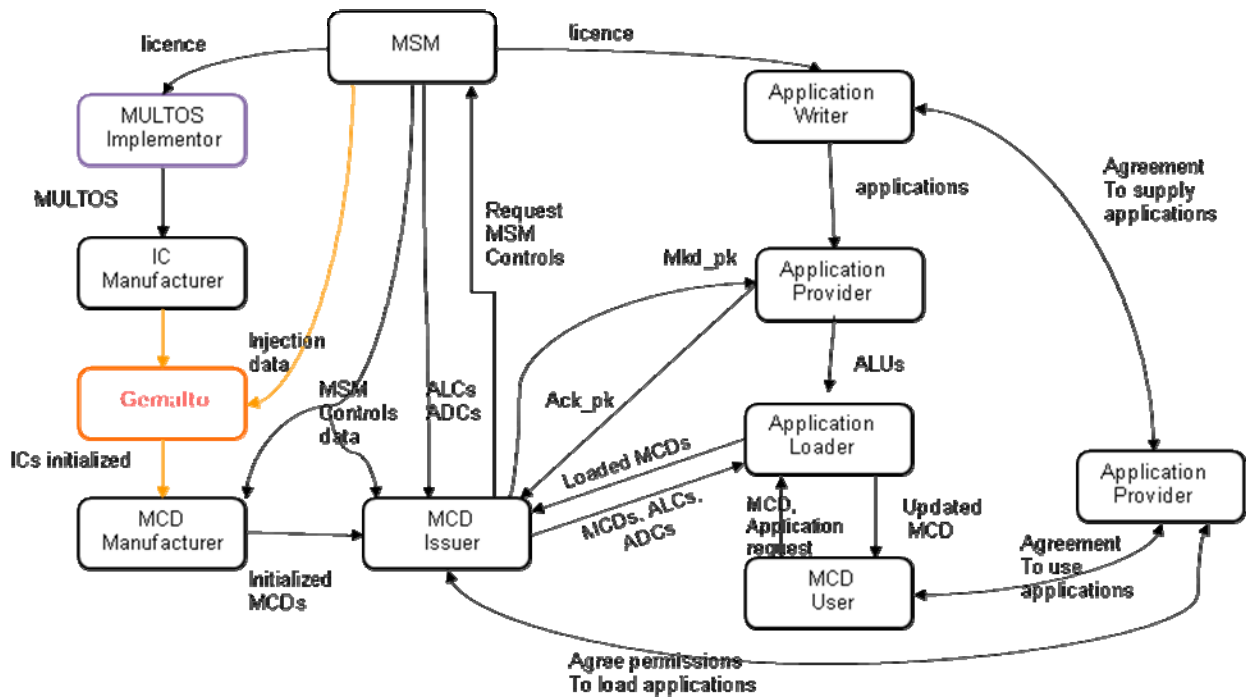 licence
MSM
licence
MULTOS
Implementor
Application
Writer
MULTOS
applications
Agreement
To supply
applications
Request
MSM
Controls
IC
Manufacturer
Mkd_pk
Application
Provider
Injection
data
ALUs
Gemalto
MSM
Controls
data
ALCs
ADCs
Ack_pk
Application
Loader
ICs initialized
Loaded MCDs
Application
Provider
MCD
Manufacturer
MCD
Issuer
MCDs, ALCs,
ADCs
MCD,
Application
request
Updated
MCD
Initialized
MCDs
MCD
User
Agreement
To use
applications
Agree permissions
To load applications